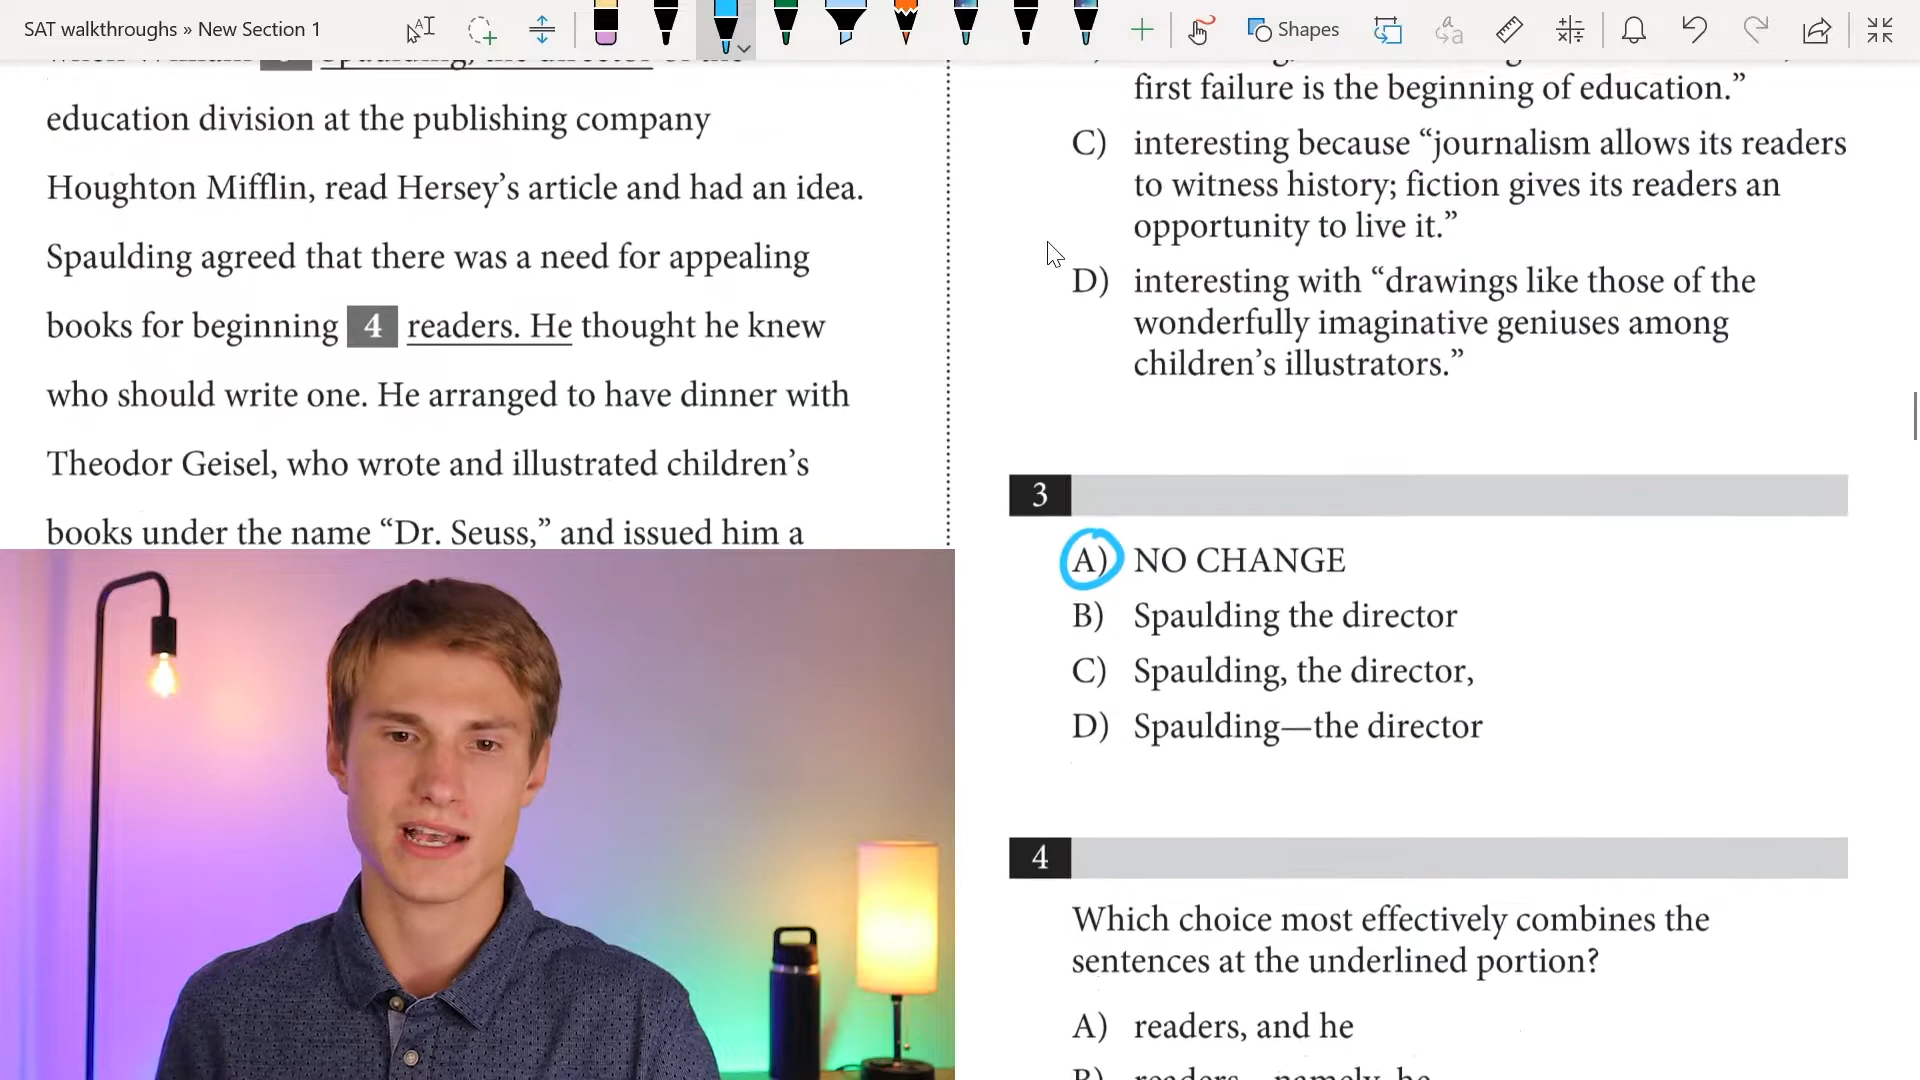 SAT walkthroughs » New Section 1
Shapes
education division at the publishing company
Houghton Mifflin, read Hersey’s article and had an idea.
Spaulding agreed that there was a need for appealing
books for beginning 4 readers. He thought he knew
who should write one. He arranged to have dinner with
Theodor Geisel, who wrote and illustrated children’s
books under the name “Dr. Seuss,” and issued him a
first failure is the beginning of education.”
C) interesting because “journalism allows its readers
to witness history; fiction gives its readers an
opportunity to live it.”
D) interesting with “drawings like those of the
wonderfully imaginative geniuses among
children’s illustrators.”
3
A) NO CHANGE
B) Spaulding the director
C) Spaulding, the director,
D) Spaulding—the director
4
Which choice most effectively combines the
sentences at the underlined portion?
A) readers, and he